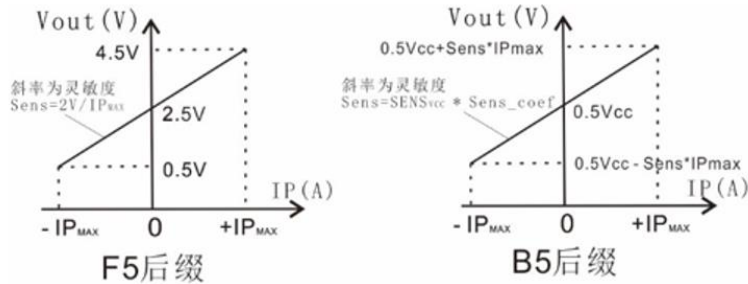 Vout(V)
4.5V
斜率为灵敏度
Sens=2V/IPMAX
2.5V
0.5V
IP(A)
- IPMAX
0
+IPMAX
F5后缀
Vout(V)
0.5Vcc+Sens*IPmax
斜率为灵敏度
Sens=SENSvcc * Sens_coef
0.5Vcc
0.5Vcc - Sens*IPmax
IP(A)
- IPMAX
0
+IPMAX
B5后缀